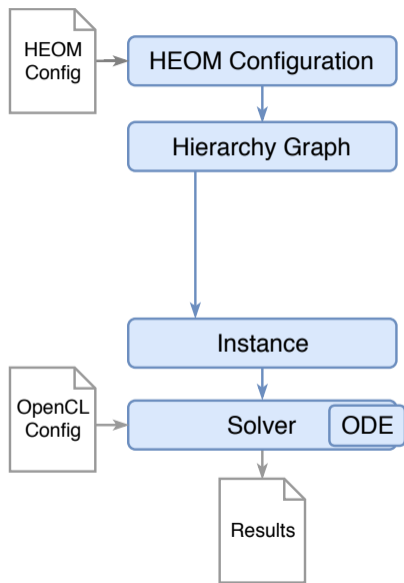 HEOM
Config
HEOM Configuration
Hierarchy Graph
Instance
OpenCL
Config
Solver
ODE
Results